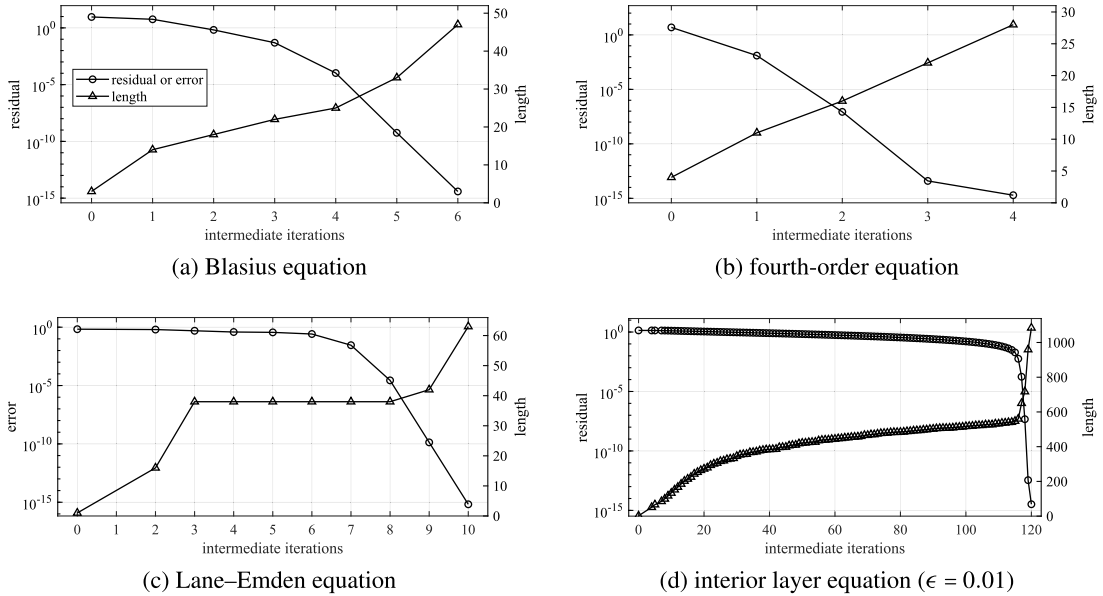 10^0
10^-5
10^-10
10^-15
residual
residual or error
length
50
40
30
20
10
0
length
0 1 2 3 4 5 6
intermediate iterations
(a) Blasius equation
10^0
10^-5
10^-10
10^-15
residual
30
25
20
15
10
5
0
length
0 1 2 3 4
intermediate iterations
(b) fourth-order equation
10^0
10^-5
10^-10
10^-15
error
60
50
40
30
20
10
0
length
0 1 2 3 4 5 6 7 8 9 10
intermediate iterations
(c) Lane–Emden equation
10^0
10^-5
10^-10
10^-15
residual
1000
800
600
400
200
0
length
0 20 40 60 80 100 120
intermediate iterations
(d) interior layer equation (ϵ = 0.01)